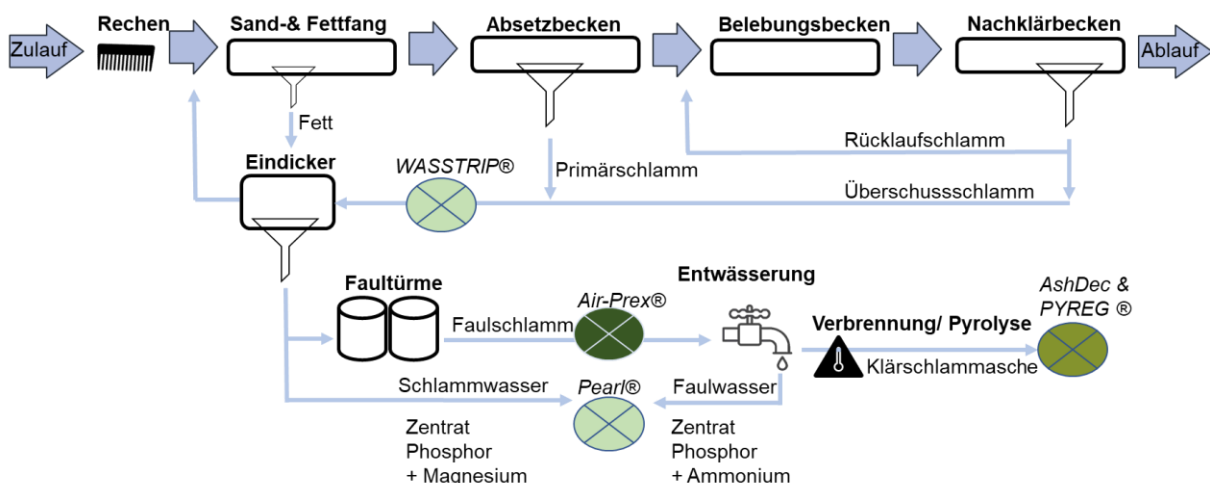 Zulauf
Rechen
Sand-& Fettfang
Absetzbecken
Belebungsbecken
Nachklärbecken
Ablauf
Fett
Rücklaufschlamm
Eindicker
WASSTRIP®
Primärschlamm
Überschussschlamm
Faultürme
Faulschlamm
Air-Prex®
Entwässerung
Verbrennung/ Pyrolyse
Klärschlammasche
AshDec &
PYREG ®
Schlammwasser
Pearl®
Faulwasser
Zentrat
Phosphor
+ Magnesium
Zentrat
Phosphor
+ Ammonium